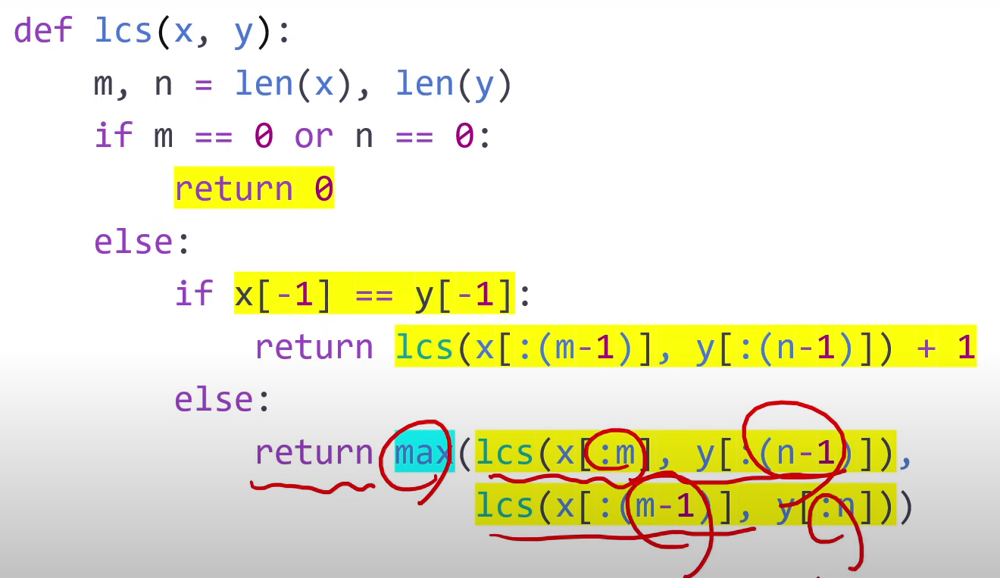 def lcs(x, y):
    m, n = len(x), len(y)
    if m == 0 or n == 0:
        return 0
    else:
        if x[-1] == y[-1]:
            return lcs(x[:(m-1)], y[:(n-1)]) + 1
        else:
            return max(lcs(x[:m], y[:(n-1)]),
                       lcs(x[:(m-1)], y[:n]))